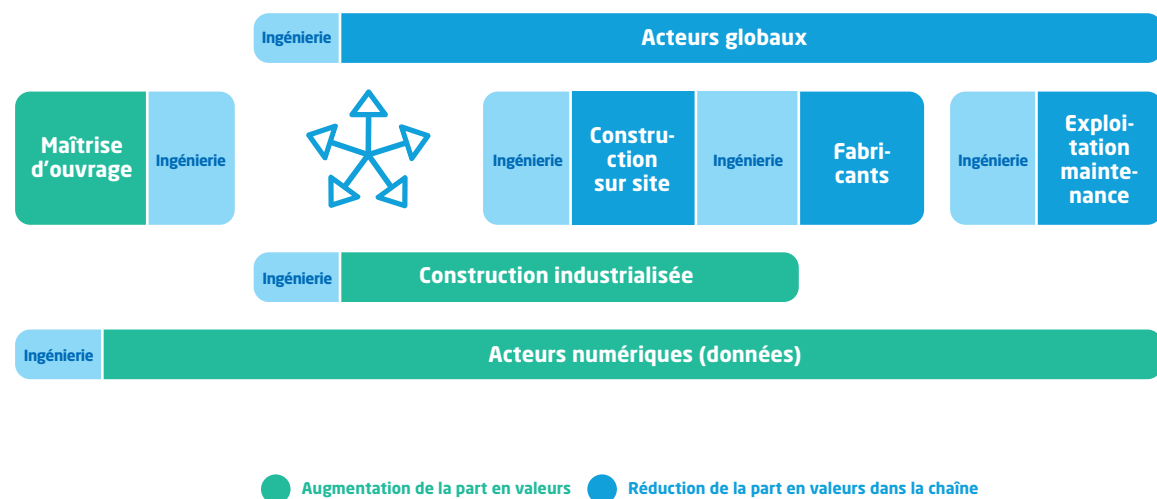 Ingénierie
Acteurs globaux
Maîtrise
d'ouvrage
Ingénierie
Ingénierie
Constru-
ction
sur site
Ingénierie
Fabri-
cants
Ingénierie
Exploi-
tation
mainte-
nance
Ingénierie
Construction industrialisée
Ingénierie
Acteurs numériques (données)
Augmentation de la part en valeurs
Réduction de la part en valeurs dans la chaîne